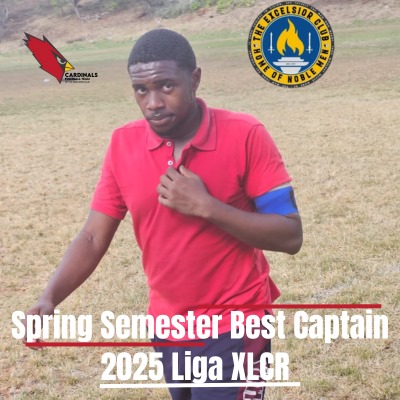 THE EXCELSIOR CLUB
HOME OF NOBLE MEN
CARDINALS
Spring Semester Best Captain
2025 Liga XLCR